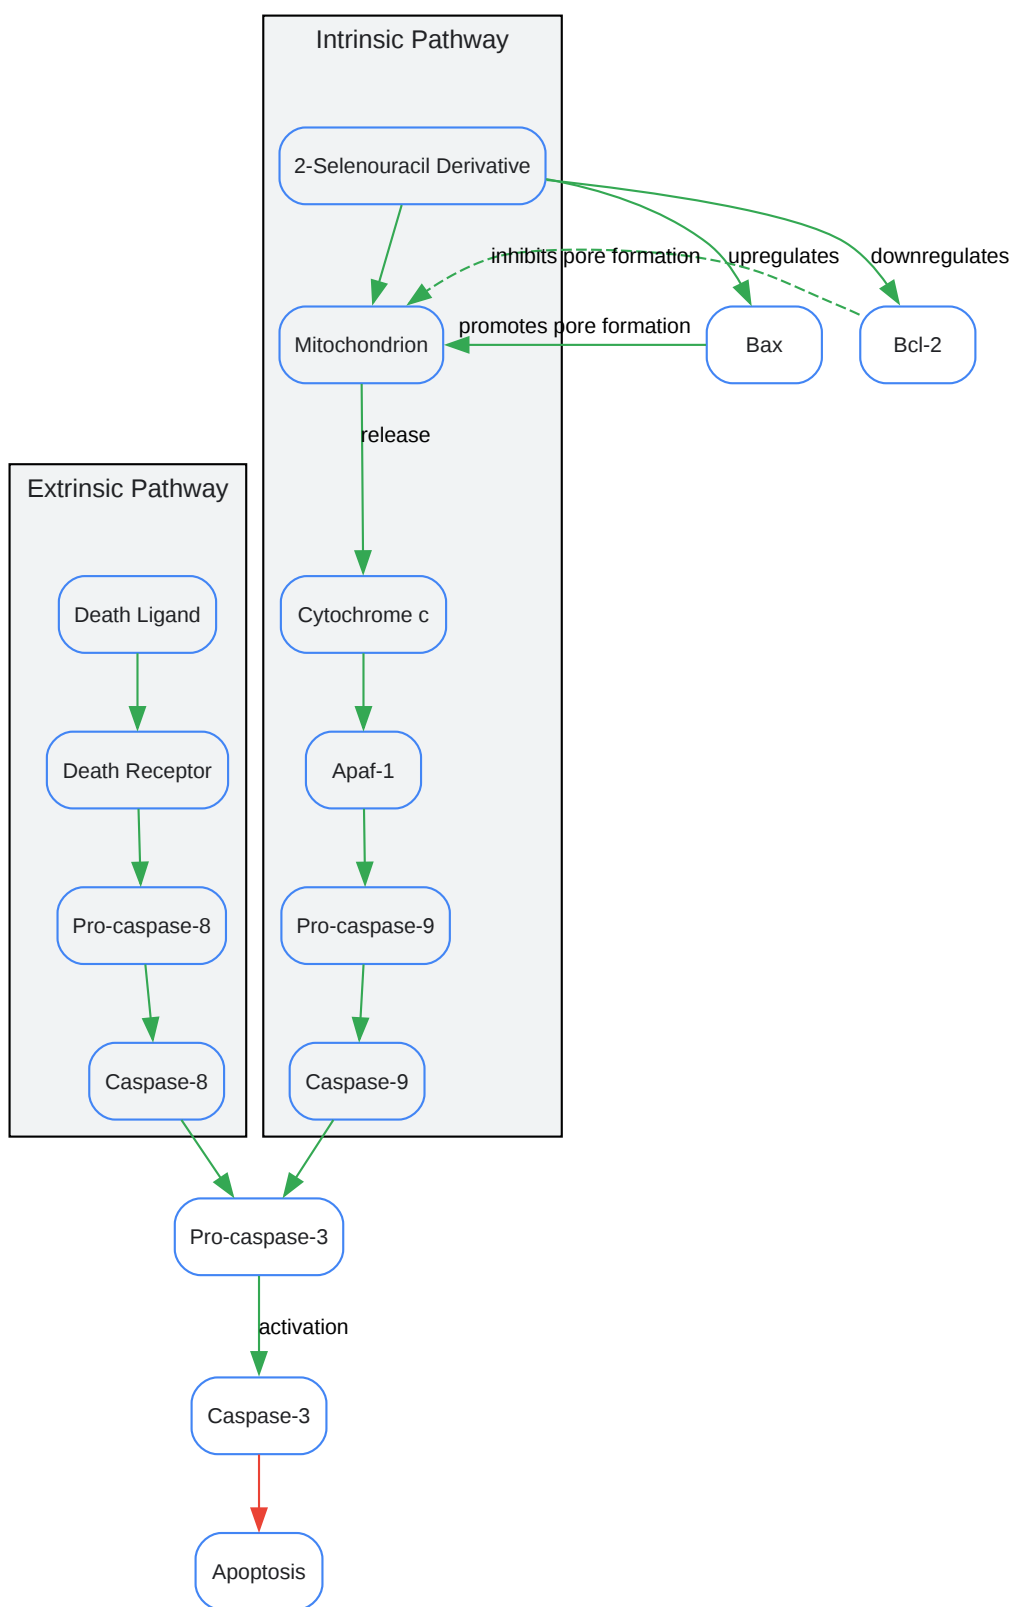 Intrinsic Pathway
2-Selenouracil Derivative
inhibits pore formation
upregulates
downregulates
promotes pore formation
Mitochondrion
Bax
Bcl-2
release
Extrinsic Pathway
Death Ligand
Cytochrome c
Death Receptor
Apaf-1
Pro-caspase-8
Pro-caspase-9
Caspase-8
Caspase-9
Pro-caspase-3
activation
Caspase-3
Apoptosis